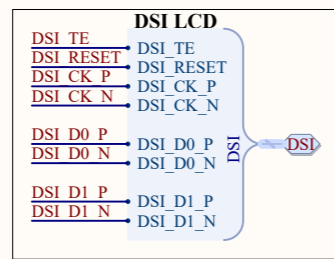 DSI LCD
DSI_TE DSI_TE
DSI_RESET DSI_RESET
DSI_CK_P DSI_CK_P
DSI_CK_N DSI_CK_N
DSI_D0_P DSI_D0_P
DSI_D0_N DSI_D0_N
DSI DSI
DSI_D1_P DSI_D1_P
DSI_D1_N DSI_D1_N